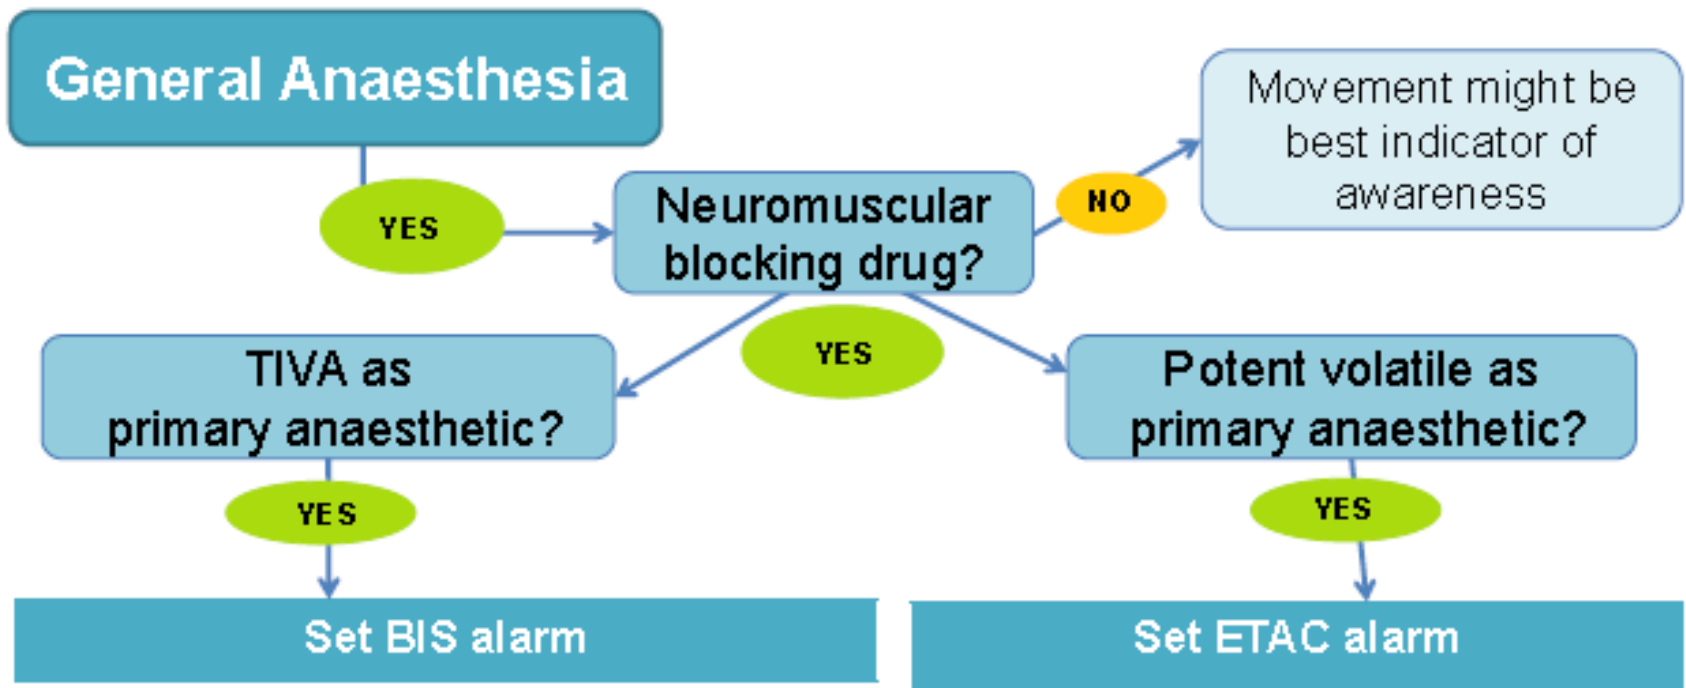 General Anaesthesia
Movement might be
best indicator of
awareness
YES
Neuromuscular
blocking drug?
NO
YES
TIVA as
primary anaesthetic?
Potent volatile as
primary anaesthetic?
YES
YES
Set BIS alarm
Set ETAC alarm